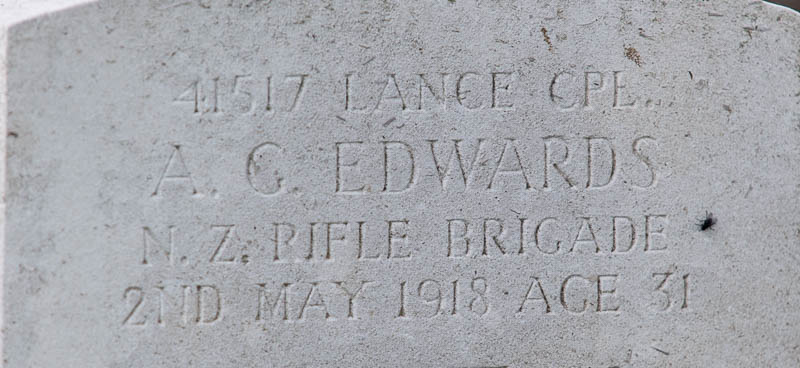 41517 LANCE CPL.
A. G. EDWARDS
N. Z. RIFLE BRIGADE
2ND MAY 1918 AGE 31